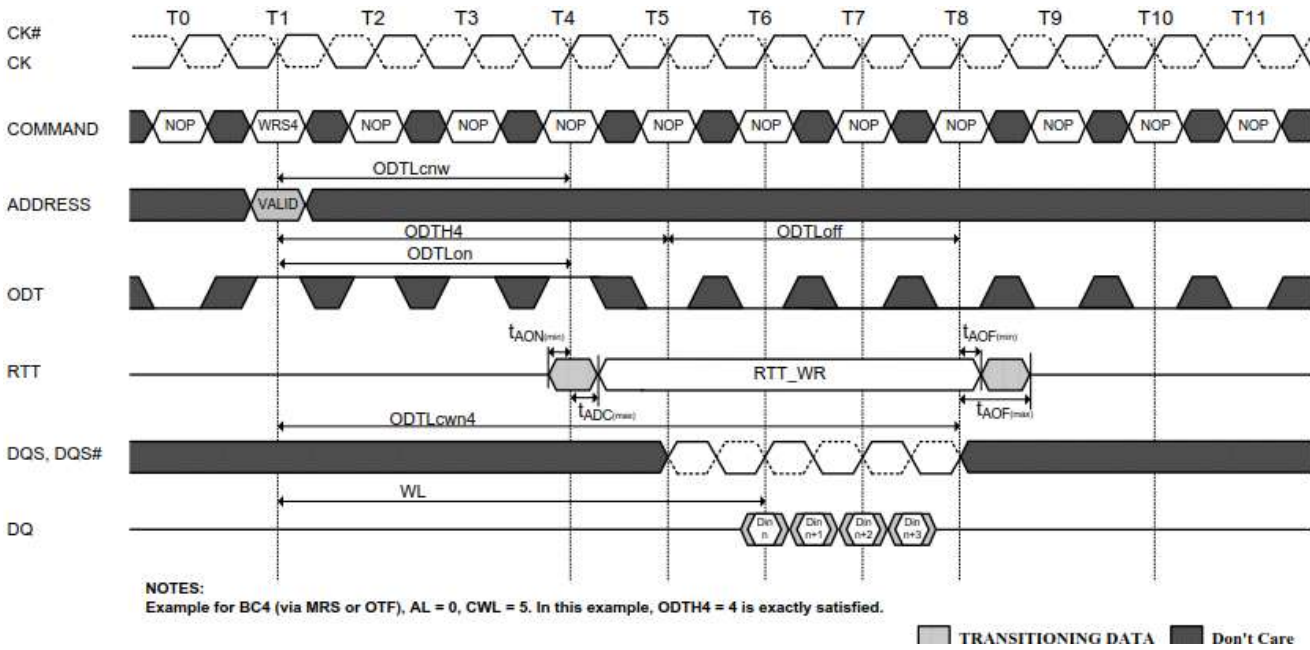 T0 T1 T2 T3 T4 T5 T6 T7 T8 T9 T10 T11
CK#
CK
COMMAND NOP WRS4 NOP NOP NOP NOP NOP NOP NOP NOP NOP NOP
ODTLcnw
ADDRESS VALID
ODTH4 ODTLoff
ODTLon
ODT
tAON(min) tAOF(min)
RTT RTT_WR
tADC(max) tAOF(max)
ODTLcwn4
DQS, DQS#
WL
DQ Din n Din n+1 Din n+2 Din n+3
NOTES:
Example for BC4 (via MRS or OTF), AL = 0, CWL = 5. In this example, ODTH4 = 4 is exactly satisfied.
TRANSITIONING DATA Don't Care